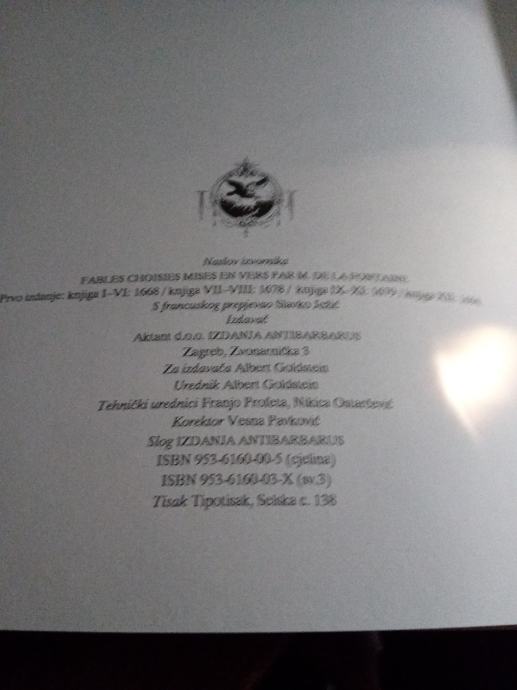 Naslov izvornika
FABLES CHOISIES MISES EN VERS PAR M. DE LA FONTAINE
Prvo izdanje: knjiga I–VI: 1668 / knjiga VII–VIII: 1678 / knjiga IX–XI: 1679 / knjiga XII:
S francuskog prepjevao Slavko Ježić
Izdavač
Aktant d.o.o. IZDANJA ANTIBARBARUS
Zagreb, Zvonarnička 3
Za izdavača Albert Goldstein
Urednik Albert Goldstein
Tehnički urednici Franjo Profeta, Nikica Ostarčević
Korektor Vesna Pavković
Slog IZDANJA ANTIBARBARUS
ISBN 953-6160-00-5 (cjelina)
ISBN 953-6160-03-X (sv.3)
Tisak Tipotisak, Selska c. 138